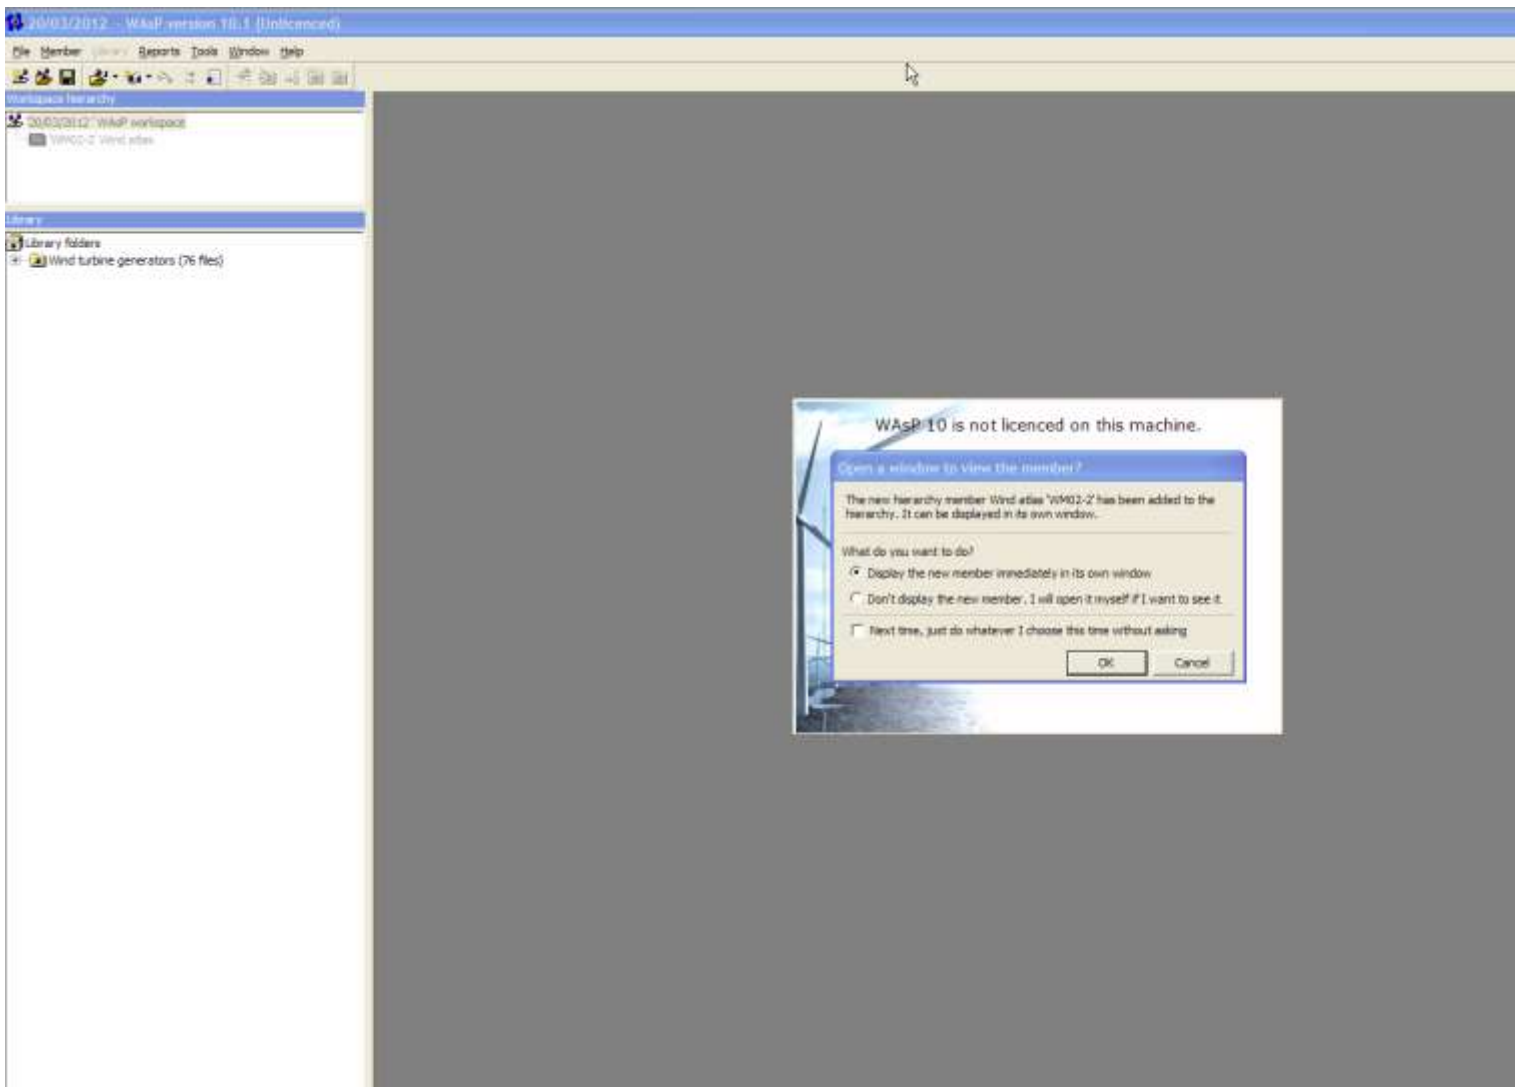 20/03/2012 - WAsP version 10.1 (Unlicenced)
File Member Library Reports Tools Window Help
Workspace hierarchy
'20/03/2012' WAsP workspace
'WM02-2' Wind atlas
Library
Library folders
Wind turbine generators (76 files)
WAsP 10 is not licenced on this machine.
Open a window to view the member?
The new hierarchy member Wind atlas 'WM02-2' has been added to the
hierarchy. It can be displayed in its own window.
What do you want to do?
Display the new member immediately in its own window
Don't display the new member. I will open it myself if I want to see it
Next time, just do whatever I choose this time without asking
OK Cancel